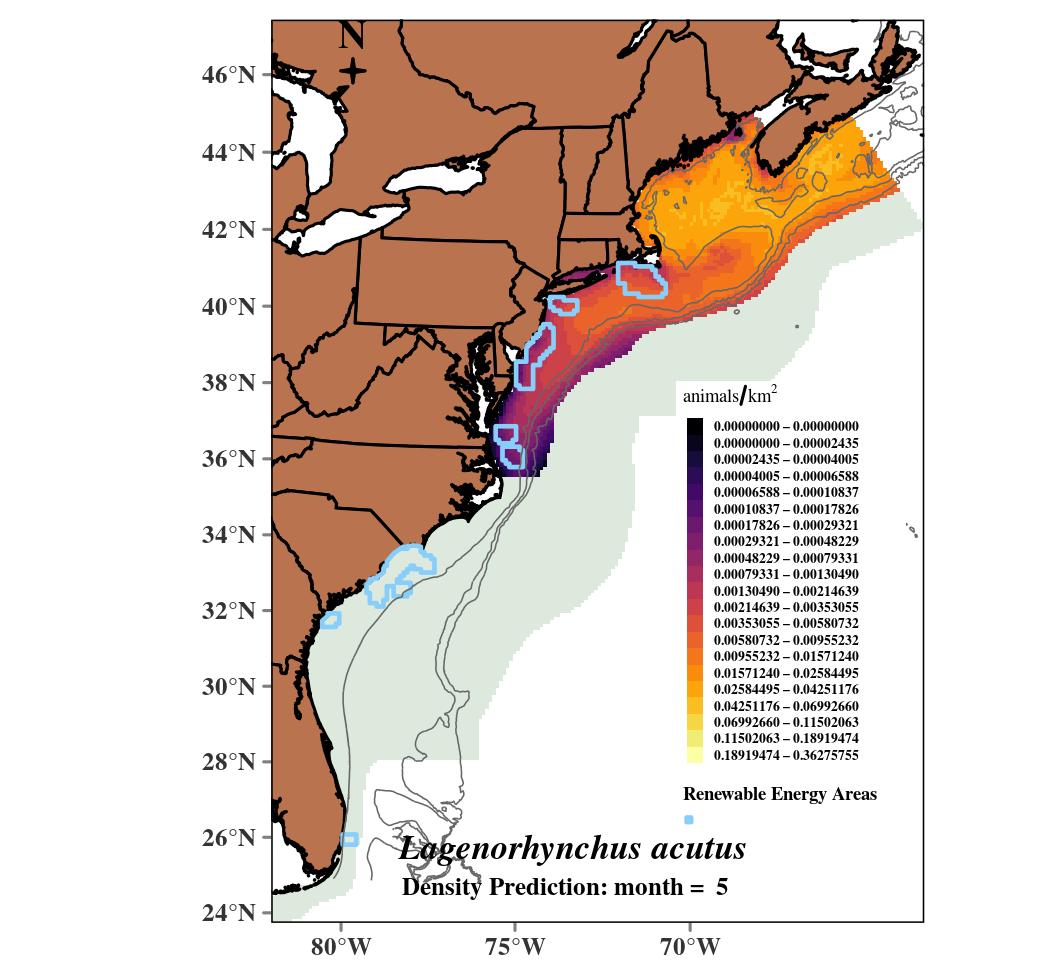 N
46°N
44°N
42°N
40°N
38°N
36°N
34°N
32°N
30°N
28°N
26°N
24°N
80°W
75°W
70°W
animals/km²
0.00000000 – 0.00000000
0.00000000 – 0.00002435
0.00002435 – 0.00004005
0.00004005 – 0.00006588
0.00006588 – 0.00010837
0.00010837 – 0.00017826
0.00017826 – 0.00029321
0.00029321 – 0.00048229
0.00048229 – 0.00079331
0.00079331 – 0.00130490
0.00130490 – 0.00214639
0.00214639 – 0.00353055
0.00353055 – 0.00580732
0.00580732 – 0.00955232
0.00955232 – 0.01571240
0.01571240 – 0.02584495
0.02584495 – 0.04251176
0.04251176 – 0.06992660
0.06992660 – 0.11502063
0.11502063 – 0.18919474
0.18919474 – 0.36275755
Renewable Energy Areas
Lagenorhynchus acutus
Density Prediction: month = 5